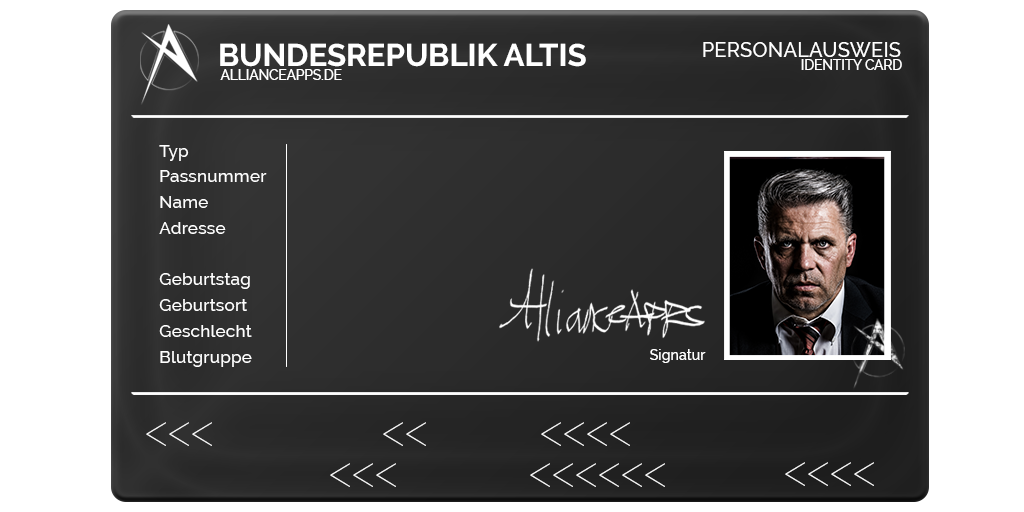 BUNDESREPUBLIK ALTIS
ALLIANCEAPPS.DE
PERSONALAUSWEIS
IDENTITY CARD
Typ
Passnummer
Name
Adresse
Geburtstag
Geburtsort
Geschlecht
Blutgruppe
AllianceApps
Signatur
<<< << <<<<
<<< <<<<<< <<<<